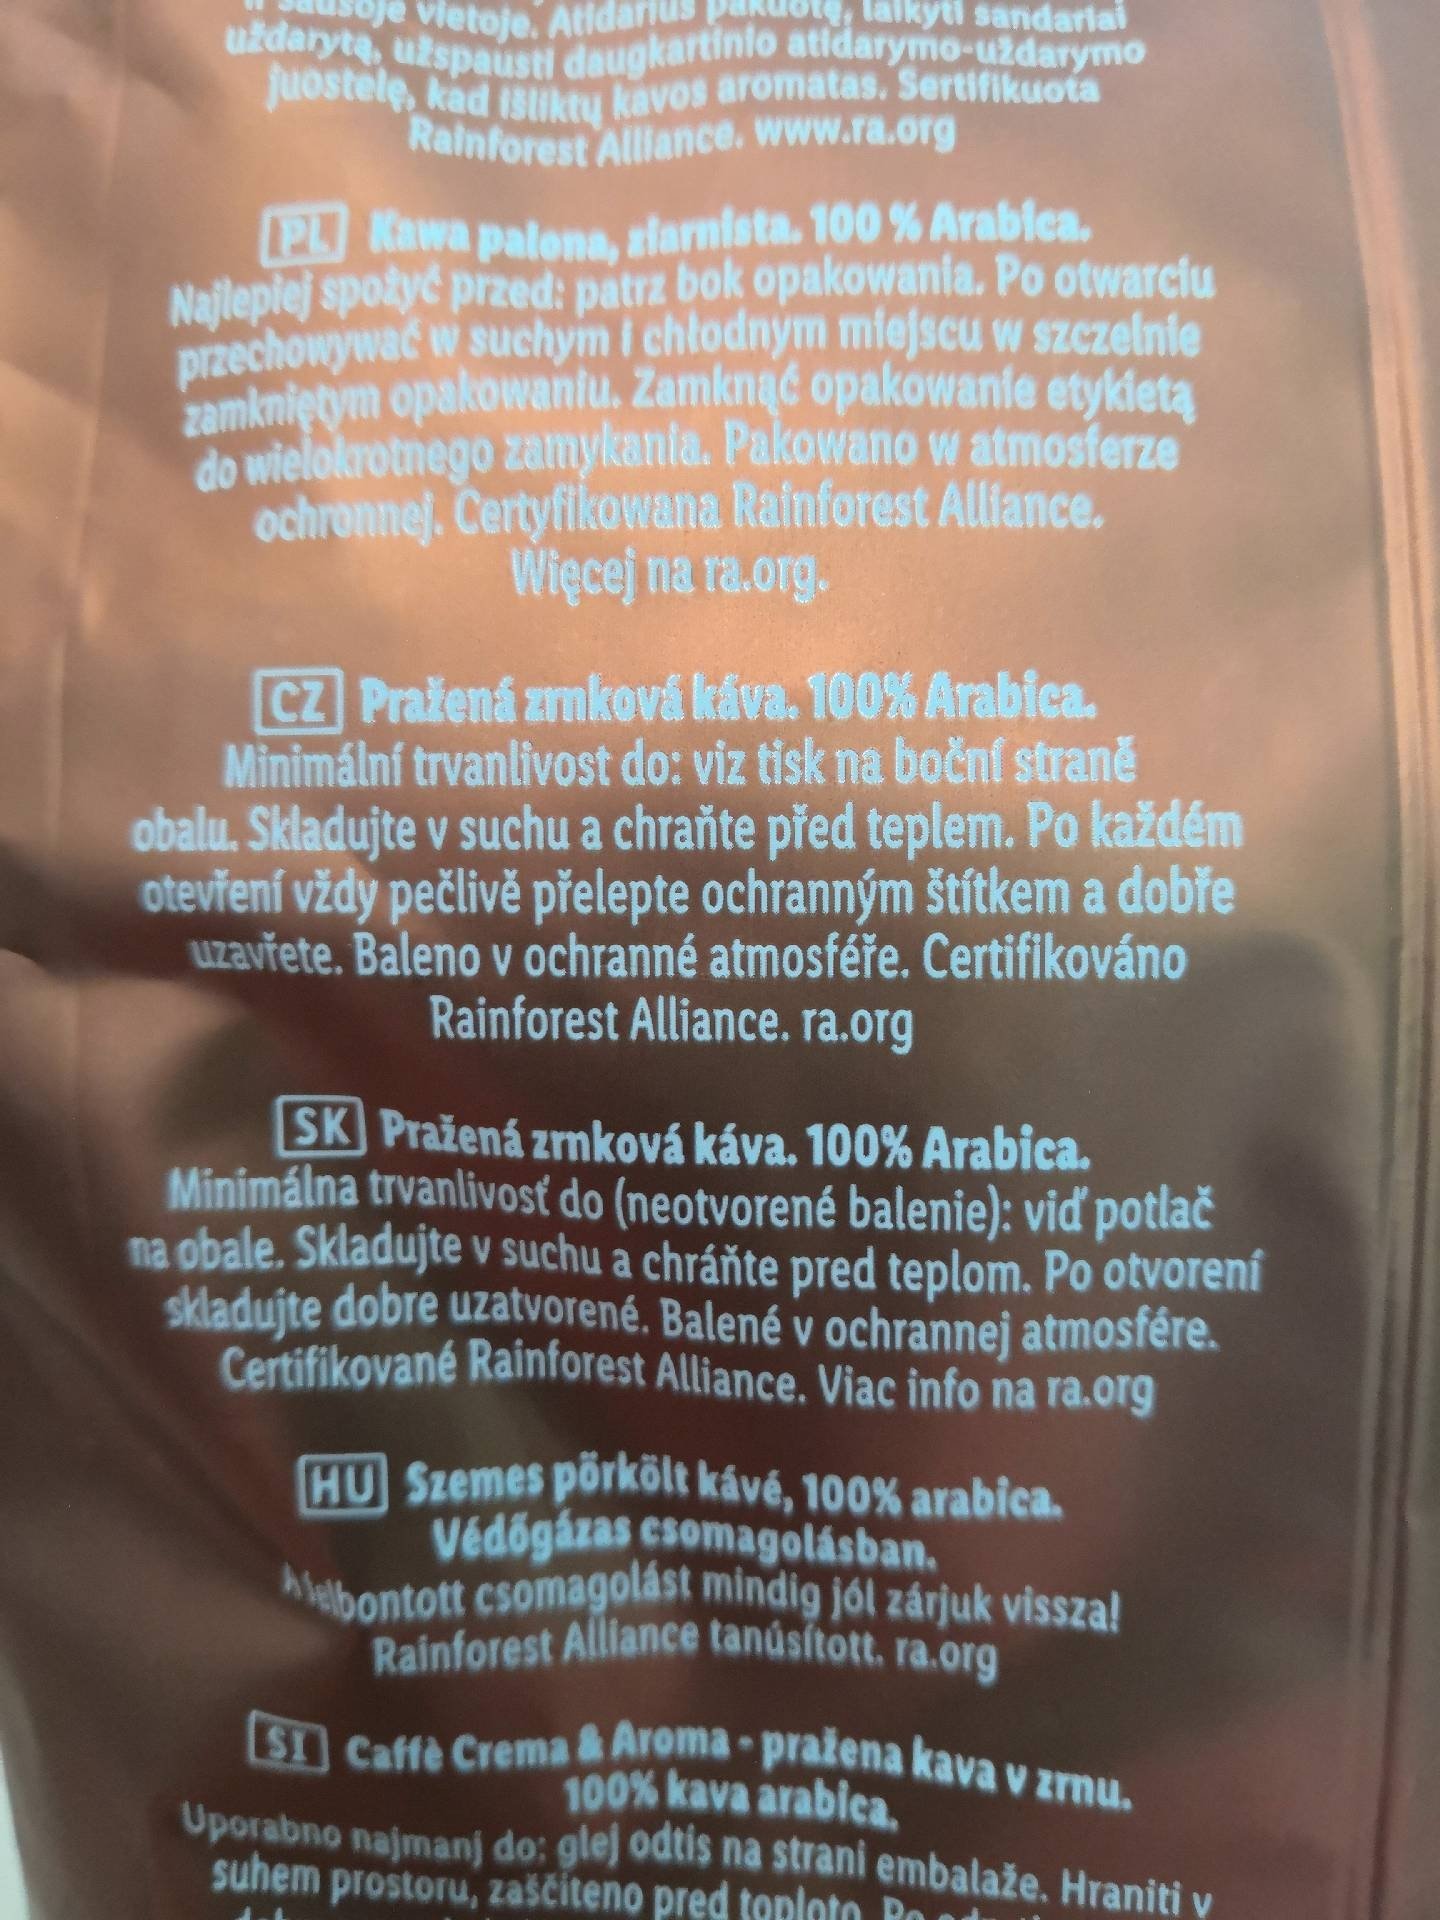 sausoje vietoje. Atidarius pakuotę, laikyti sandariai
uždarytą, užspausti daugkartinio atidarymo-uždarymo
juostelę, kad išliktų kavos aromatas. Sertifikuota
Rainforest Alliance. www.ra.org
PL Kawa palona, ziarnista. 100 % Arabica.
Najlepiej spożyć przed: patrz bok opakowania. Po otwarciu
przechowywać w suchym i chłodnym miejscu w szczelnie
zamkniętym opakowaniu. Zamknąć opakowanie etykietą
do wielokrotnego zamykania. Pakowano w atmosferze
ochronnej. Certyfikowana Rainforest Alliance.
Więcej na ra.org.
CZ Pražená zrnková káva. 100% Arabica.
Minimální trvanlivost do: viz tisk na boční straně
obalu. Skladujte v suchu a chraňte před teplem. Po každém
otevření vždy pečlivě přelepte ochranným štítkem a dobře
uzavřete. Baleno v ochranné atmosféře. Certifikováno
Rainforest Alliance. ra.org
SK Pražená zrnková káva. 100% Arabica.
Minimálna trvanlivosť do (neotvorené balenie): viď potlač
na obale. Skladujte v suchu a chráňte pred teplom. Po otvorení
skladujte dobre uzatvorené. Balené v ochrannej atmosfére.
Certifikované Rainforest Alliance. Viac info na ra.org
HU Szemes pörkölt kávé, 100% arabica.
Védőgázas csomagolásban.
A felbontott csomagolást mindig jól zárjuk vissza!
Rainforest Alliance tanúsított. ra.org
SI Caffè Crema & Aroma - pražena kava v zrnu.
100% kava arabica.
Uporabno najmanj do: glej odtis na strani embalaže. Hraniti v
suhem prostoru, zaščiteno pred toploto. Po